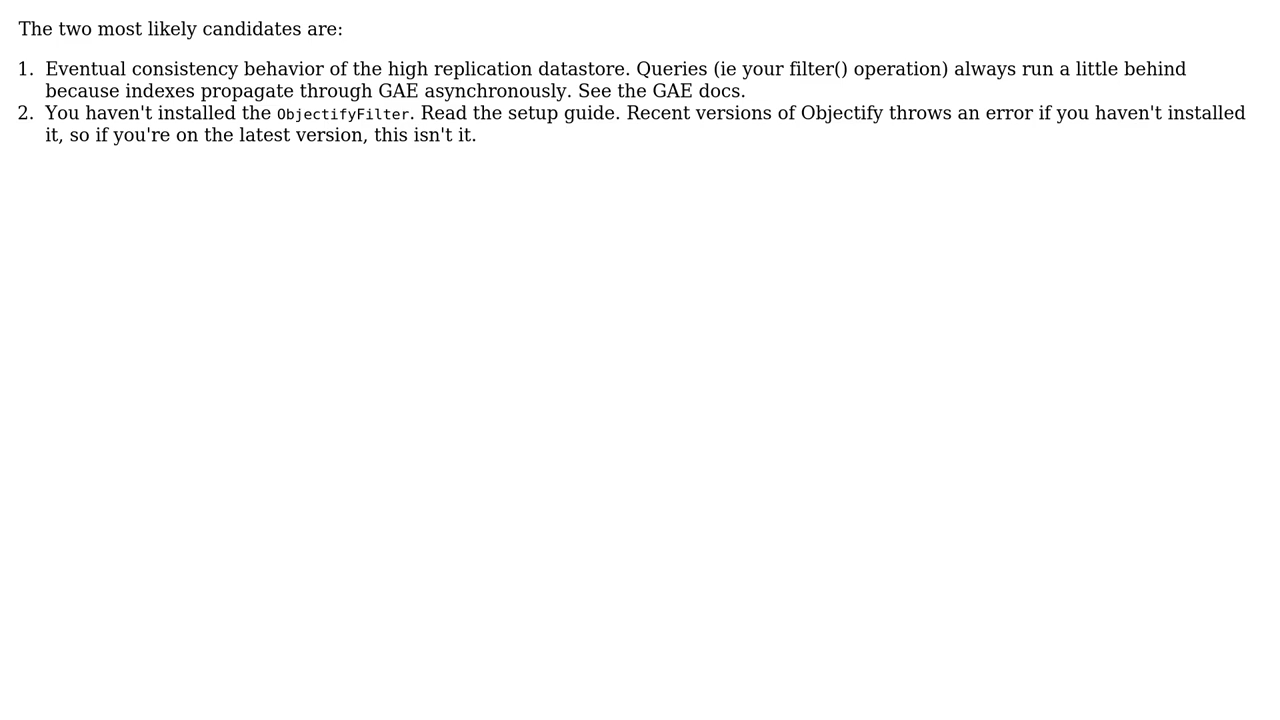 The two most likely candidates are:
1. Eventual consistency behavior of the high replication datastore. Queries (ie your filter() operation) always run a little behind
because indexes propagate through GAE asynchronously. See the GAE docs.
2. You haven't installed the ObjectifyFilter. Read the setup guide. Recent versions of Objectify throws an error if you haven't installed
it, so if you're on the latest version, this isn't it.